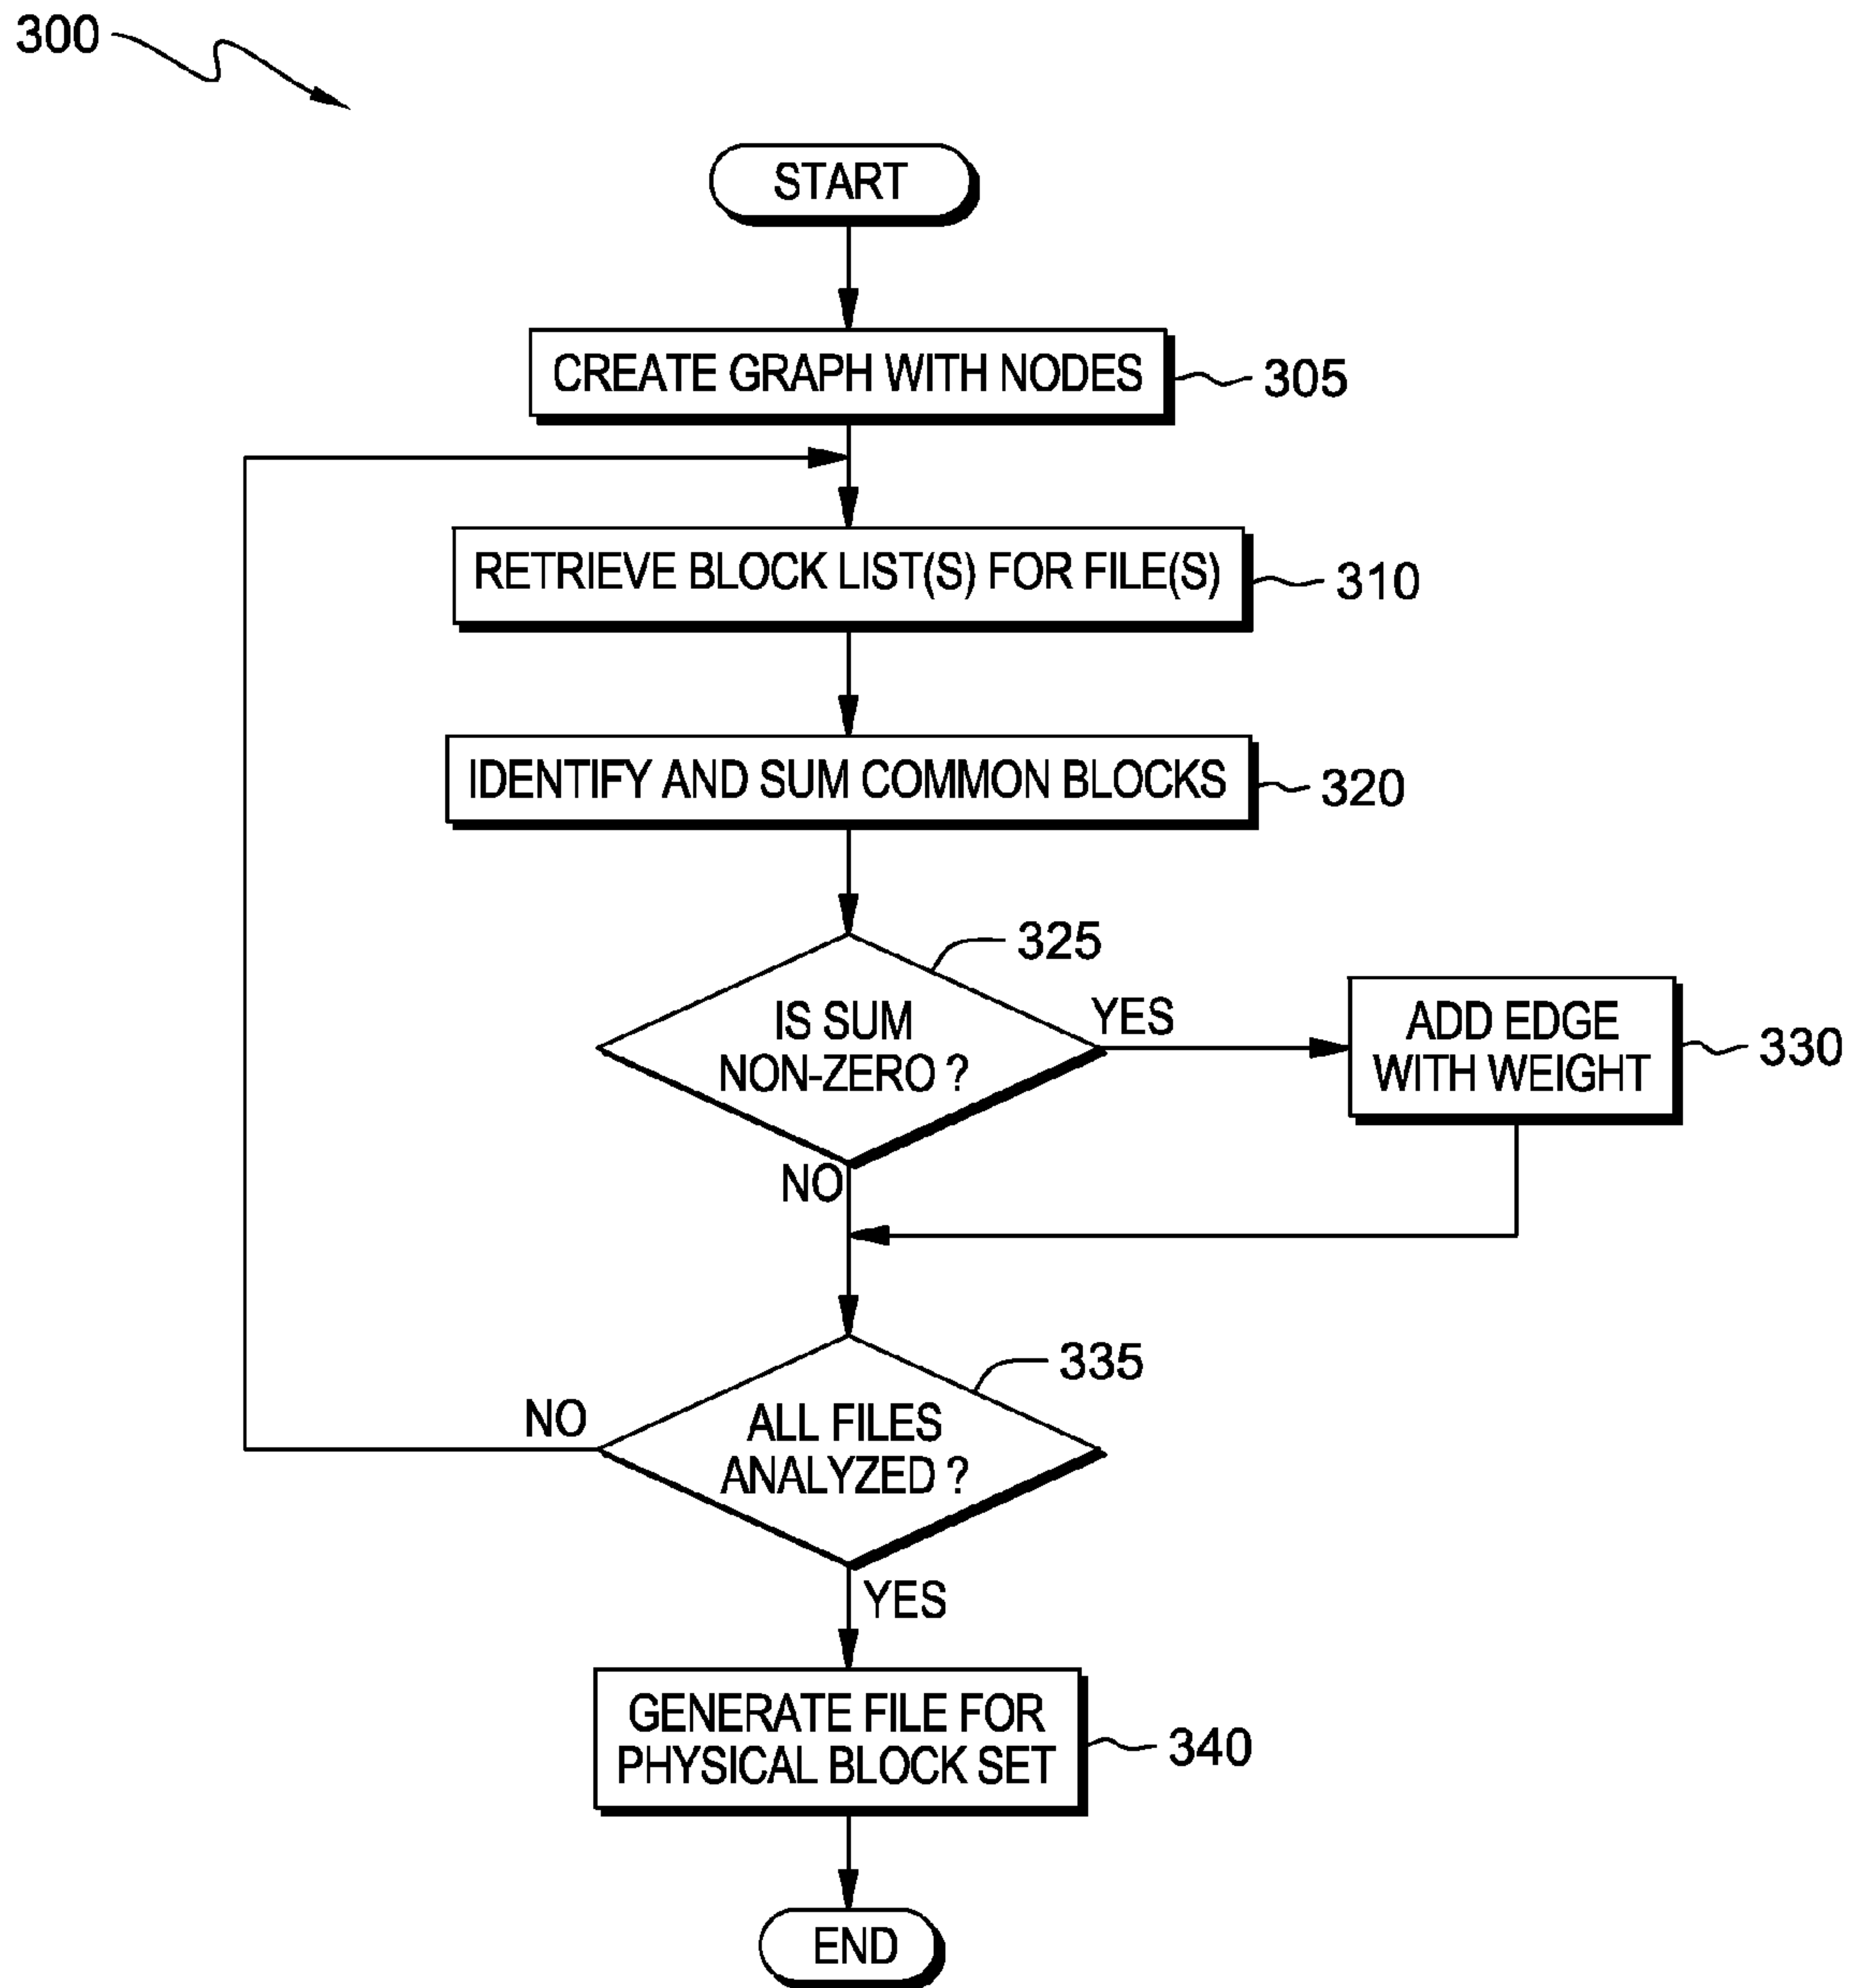 300
START
CREATE GRAPH WITH NODES
305
RETRIEVE BLOCK LIST(S) FOR FILE(S)
310
IDENTIFY AND SUM COMMON BLOCKS
320
325
IS SUM
NON-ZERO ?
YES
ADD EDGE
WITH WEIGHT
330
NO
335
ALL FILES
ANALYZED ?
NO
YES
GENERATE FILE FOR
PHYSICAL BLOCK SET
340
END